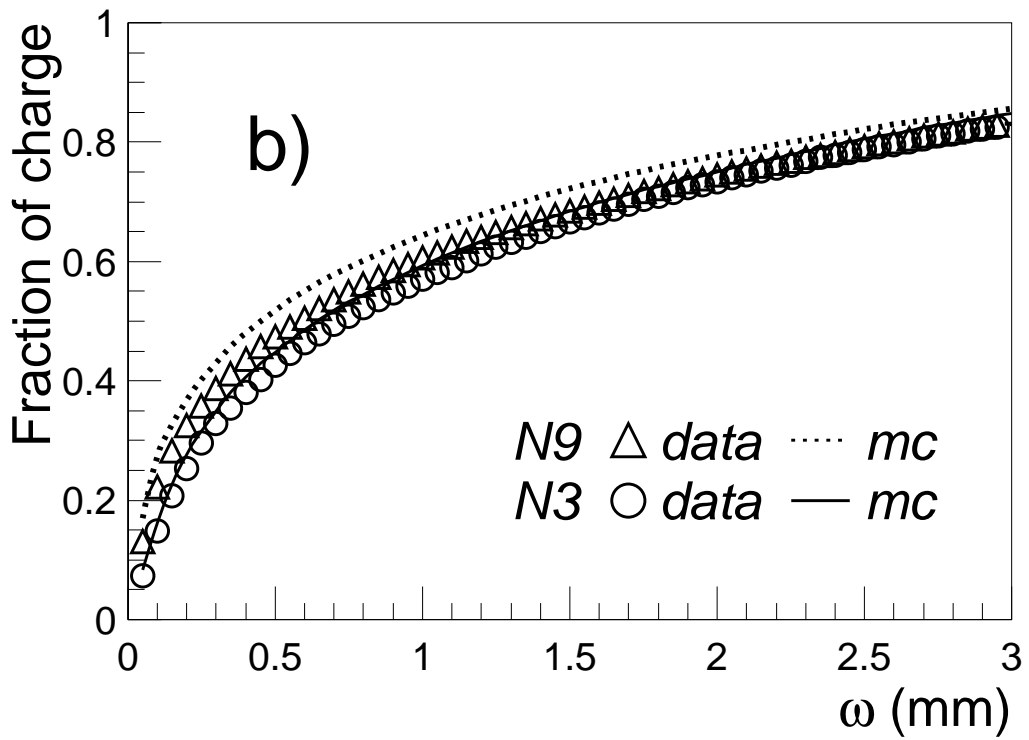 Fraction of charge
1
0.8
0.6
0.4
0.2
0
b)
N9 data mc
N3 data mc
0 0.5 1 1.5 2 2.5 3
ω (mm)